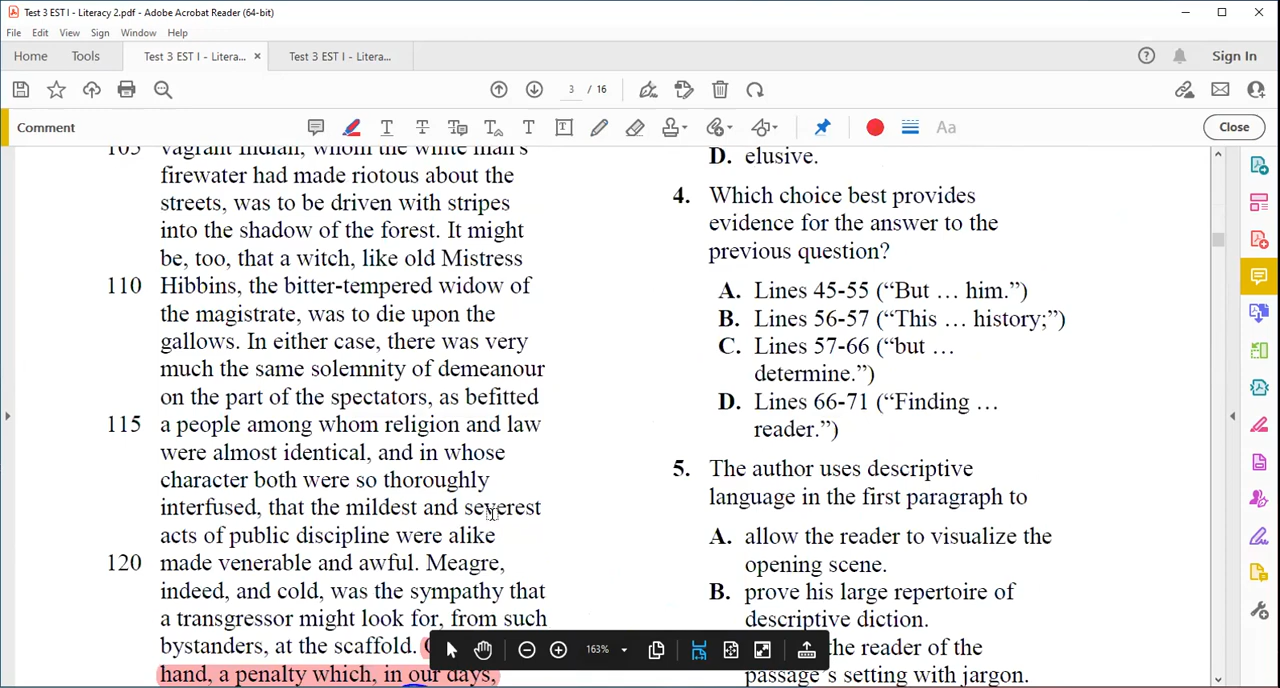 Test 3 EST I - Literacy 2.pdf - Adobe Acrobat Reader (64-bit)
File Edit View Sign Window Help
Home Tools Test 3 EST I - Litera... × Test 3 EST I - Litera... Sign In
3 / 16
Comment Aa Close
105 vagrant Indian, whom the white man's
firewater had made riotous about the
streets, was to be driven with stripes
into the shadow of the forest. It might
be, too, that a witch, like old Mistress
110 Hibbins, the bitter-tempered widow of
the magistrate, was to die upon the
gallows. In either case, there was very
much the same solemnity of demeanour
on the part of the spectators, as befitted
115 a people among whom religion and law
were almost identical, and in whose
character both were so thoroughly
interfused, that the mildest and severest
acts of public discipline were alike
120 made venerable and awful. Meagre,
indeed, and cold, was the sympathy that
a transgressor might look for, from such
bystanders, at the scaffold.
hand, a penalty which, in our days,
D. elusive.
4. Which choice best provides
evidence for the answer to the
previous question?
A. Lines 45-55 (“But … him.”)
B. Lines 56-57 (“This … history;”)
C. Lines 57-66 (“but …
determine.”)
D. Lines 66-71 (“Finding …
reader.”)
5. The author uses descriptive
language in the first paragraph to
A. allow the reader to visualize the
opening scene.
B. prove his large repertoire of
descriptive diction.
the reader of the
passage's setting with jargon.
163%